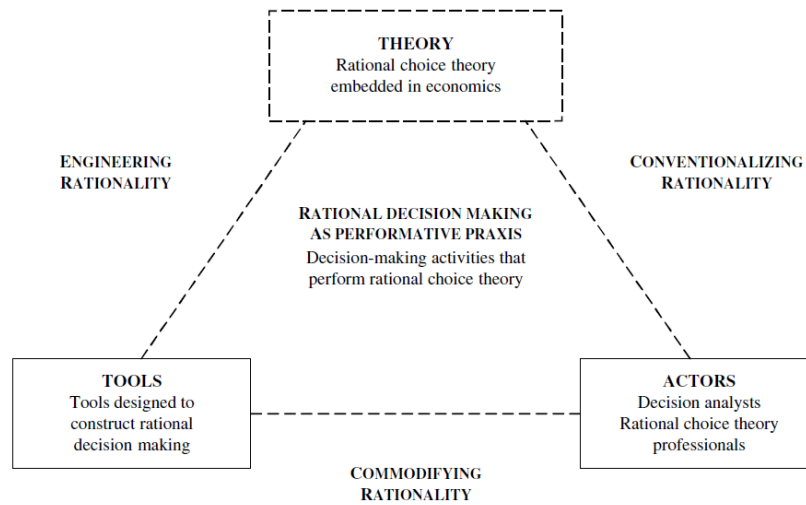 THEORY
Rational choice theory
embedded in economics
ENGINEERING
RATIONALITY
CONVENTIONALIZING
RATIONALITY
RATIONAL DECISION MAKING
AS PERFORMATIVE PRAXIS
Decision-making activities that
perform rational choice theory
TOOLS
Tools designed to
construct rational
decision making
ACTORS
Decision analysts
Rational choice theory
professionals
COMMODIFYING
RATIONALITY